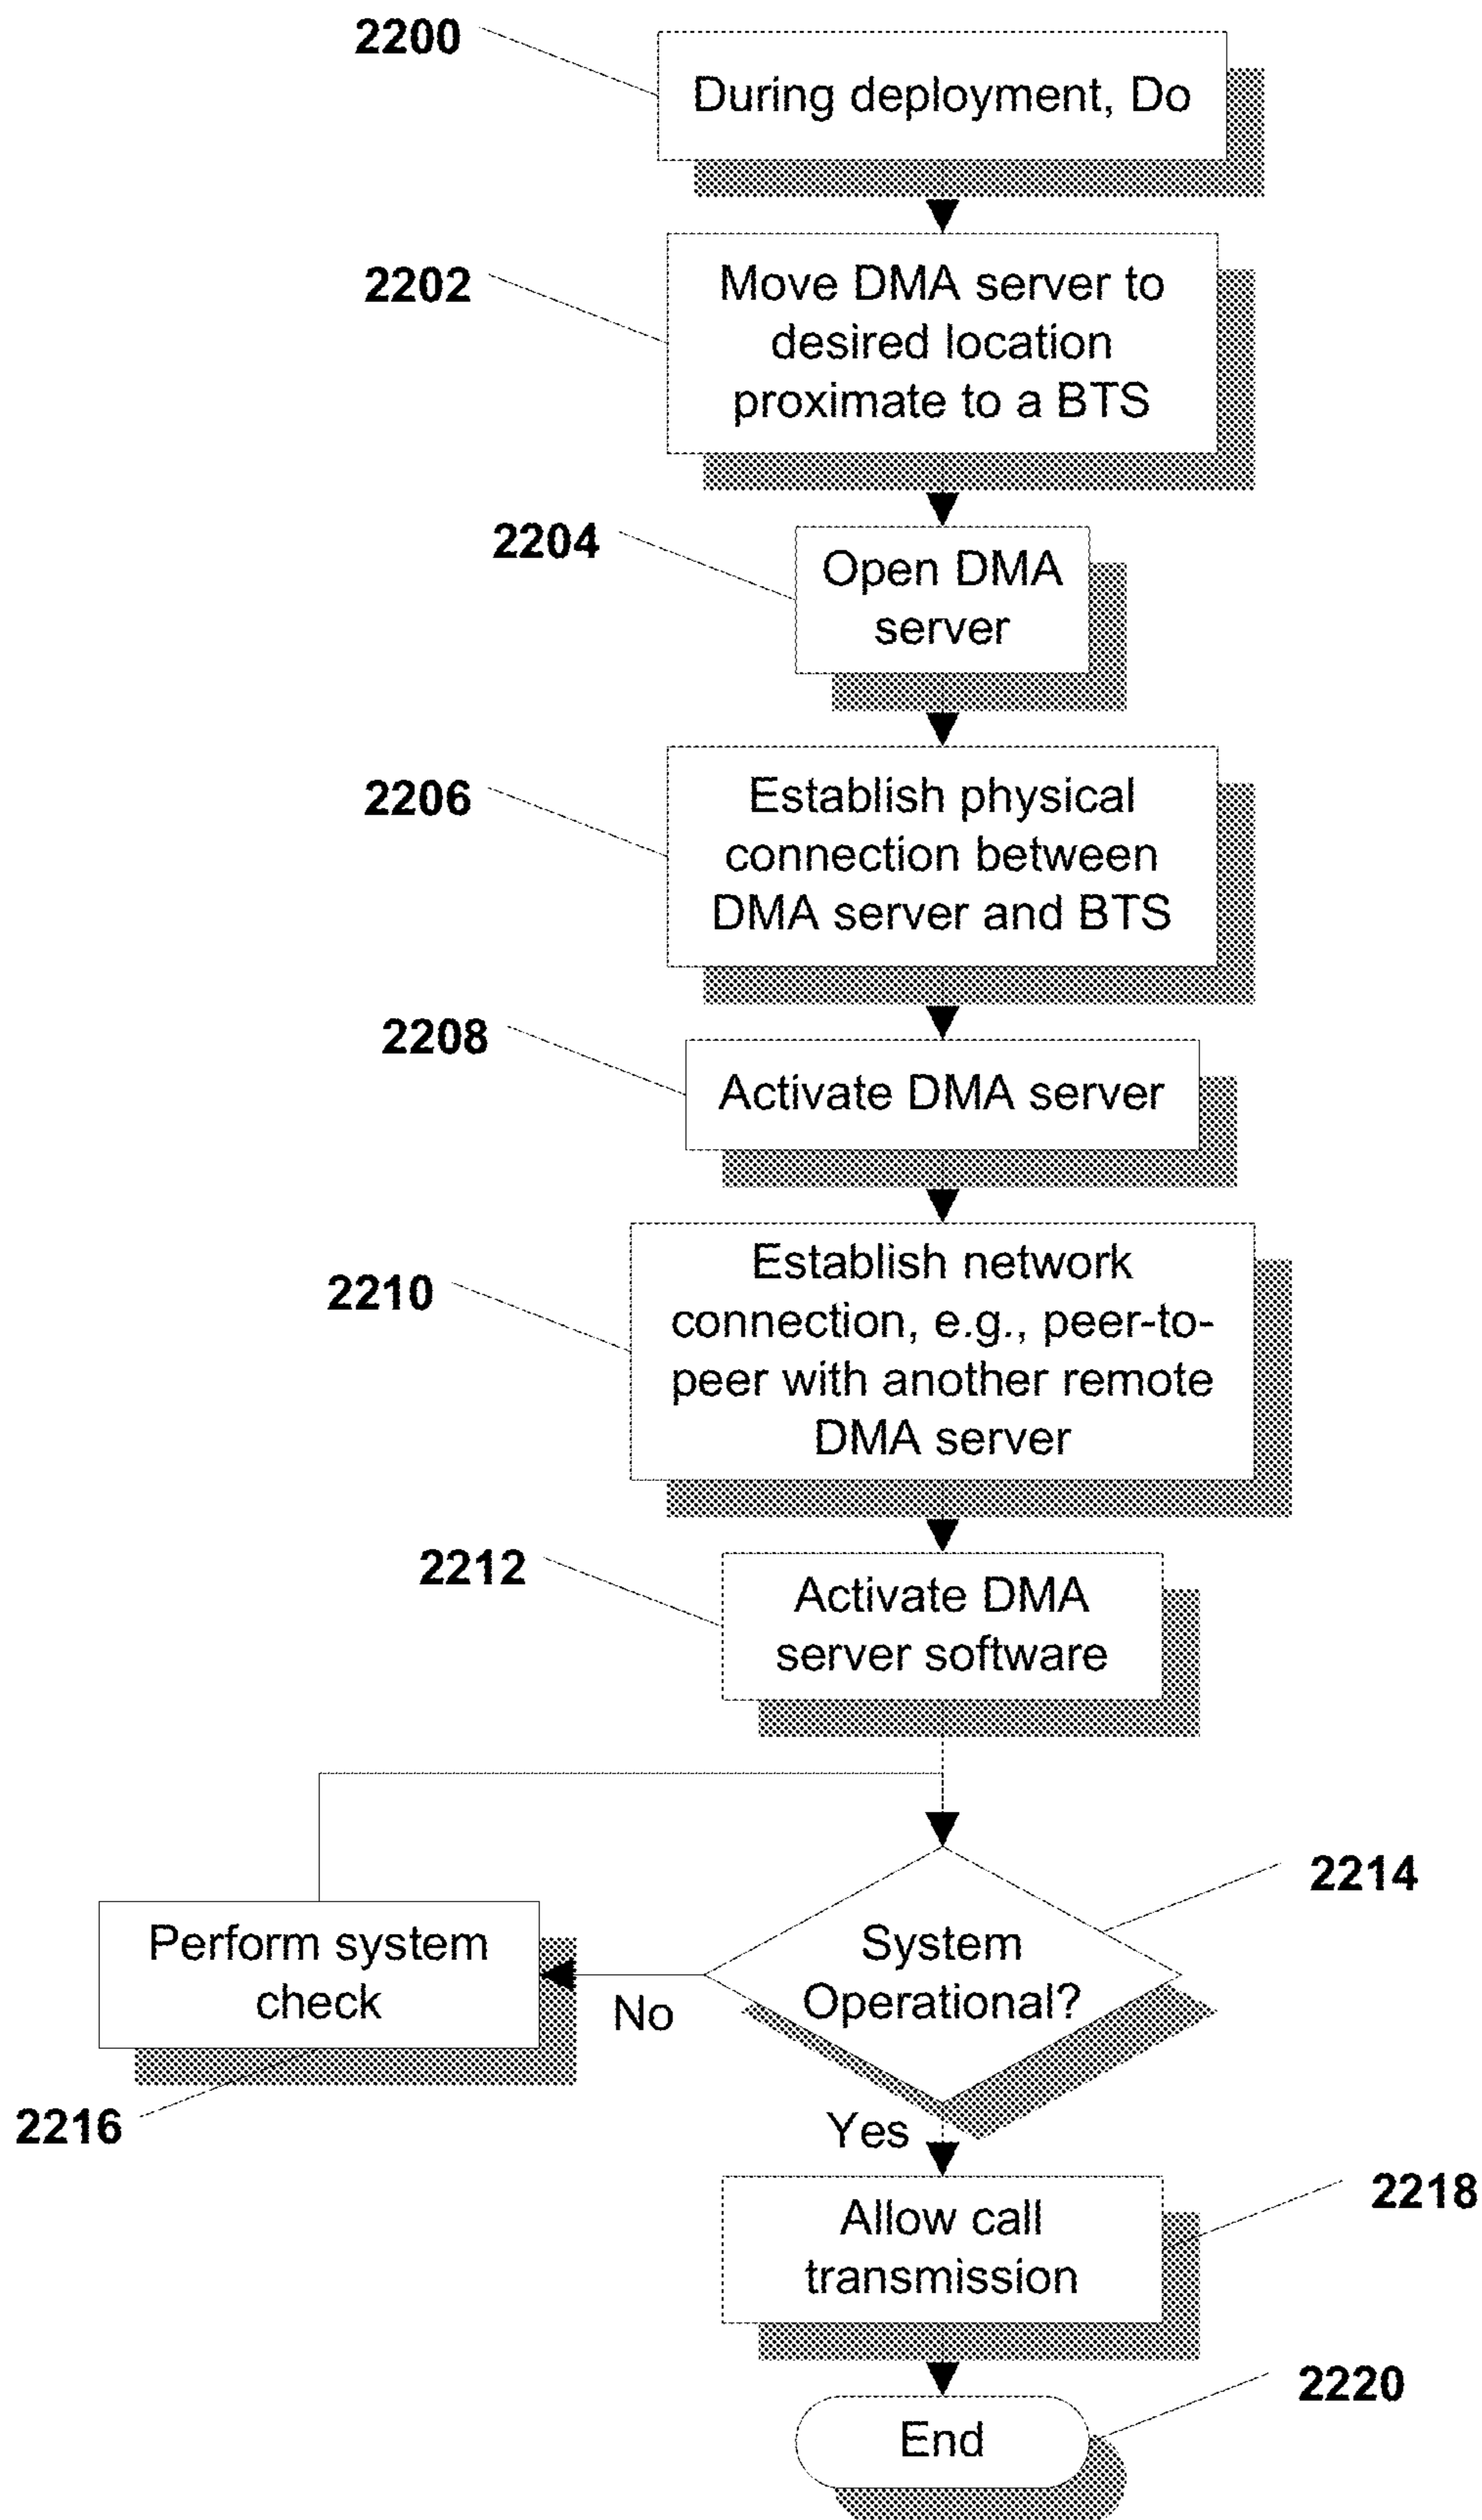 2200
During deployment, Do
2202
Move DMA server to
desired location
proximate to a BTS
2204
Open DMA
server
2206
Establish physical
connection between
DMA server and BTS
2208
Activate DMA server
2210
Establish network
connection, e.g., peer-to-
peer with another remote
DMA server
2212
Activate DMA
server software
2214
System
Operational?
No
Perform system
check
2216
Yes
2218
Allow call
transmission
2220
End